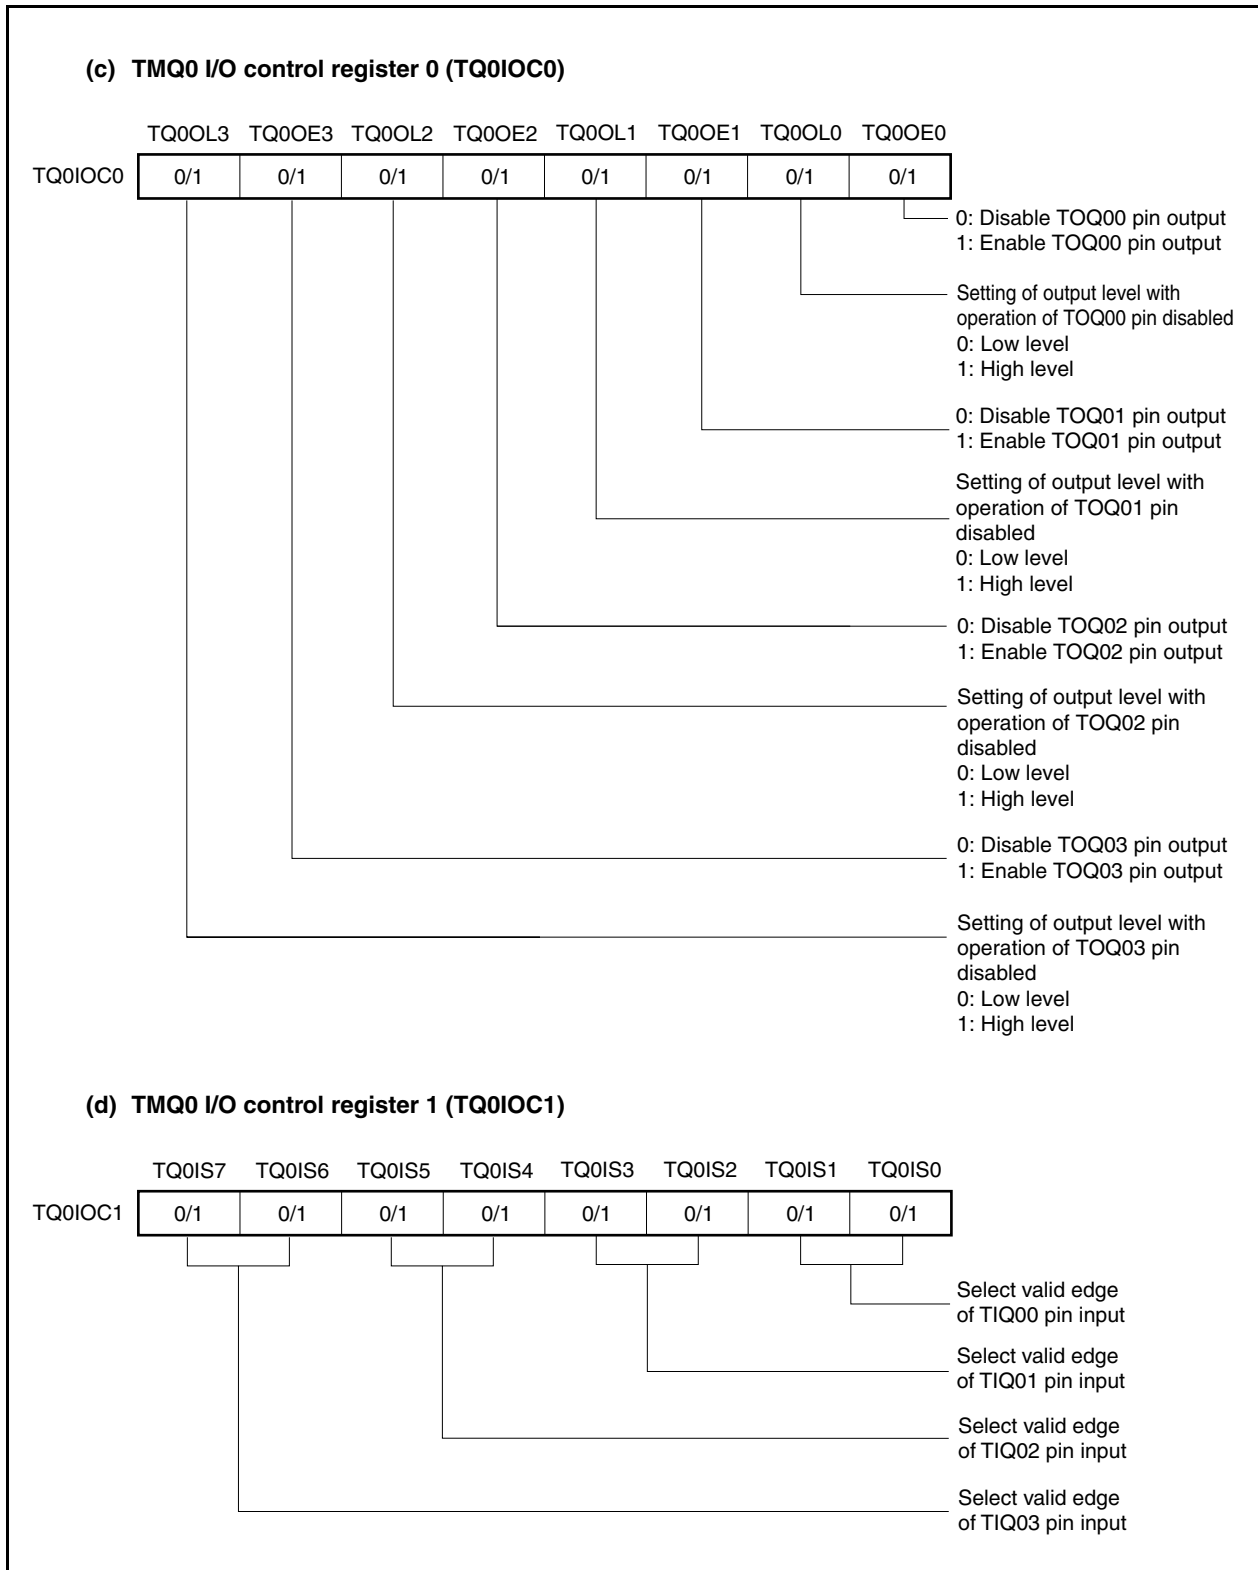 (c) TMQ0 I/O control register 0 (TQ0IOC0)
TQ0OL3 TQ0OE3 TQ0OL2 TQ0OE2 TQ0OL1 TQ0OE1 TQ0OL0 TQ0OE0
TQ0IOC0 0/1 0/1 0/1 0/1 0/1 0/1 0/1 0/1
0: Disable TOQ00 pin output
1: Enable TOQ00 pin output
Setting of output level with
operation of TOQ00 pin disabled
0: Low level
1: High level
0: Disable TOQ01 pin output
1: Enable TOQ01 pin output
Setting of output level with
operation of TOQ01 pin
disabled
0: Low level
1: High level
0: Disable TOQ02 pin output
1: Enable TOQ02 pin output
Setting of output level with
operation of TOQ02 pin
disabled
0: Low level
1: High level
0: Disable TOQ03 pin output
1: Enable TOQ03 pin output
Setting of output level with
operation of TOQ03 pin
disabled
0: Low level
1: High level
(d) TMQ0 I/O control register 1 (TQ0IOC1)
TQ0IS7 TQ0IS6 TQ0IS5 TQ0IS4 TQ0IS3 TQ0IS2 TQ0IS1 TQ0IS0
TQ0IOC1 0/1 0/1 0/1 0/1 0/1 0/1 0/1 0/1
Select valid edge
of TIQ00 pin input
Select valid edge
of TIQ01 pin input
Select valid edge
of TIQ02 pin input
Select valid edge
of TIQ03 pin input